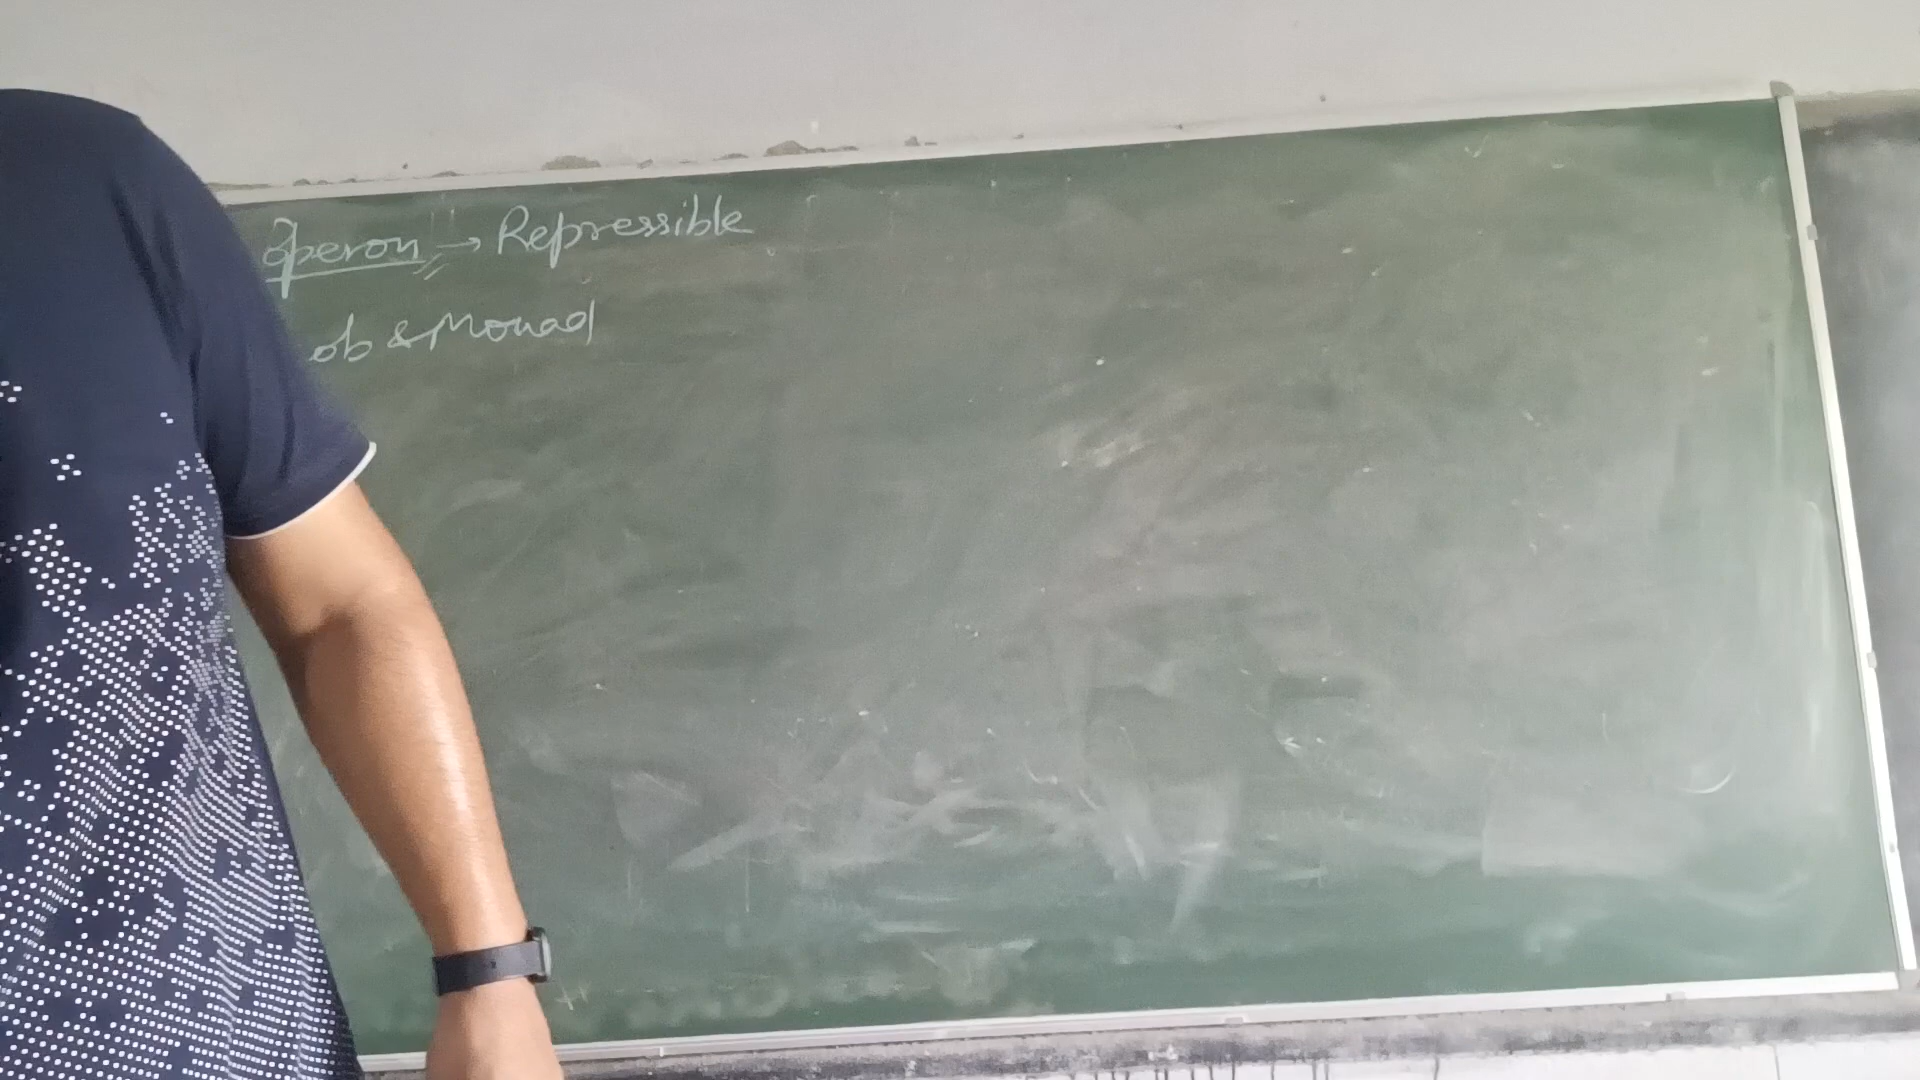 operon → Repressible
ob & Monad